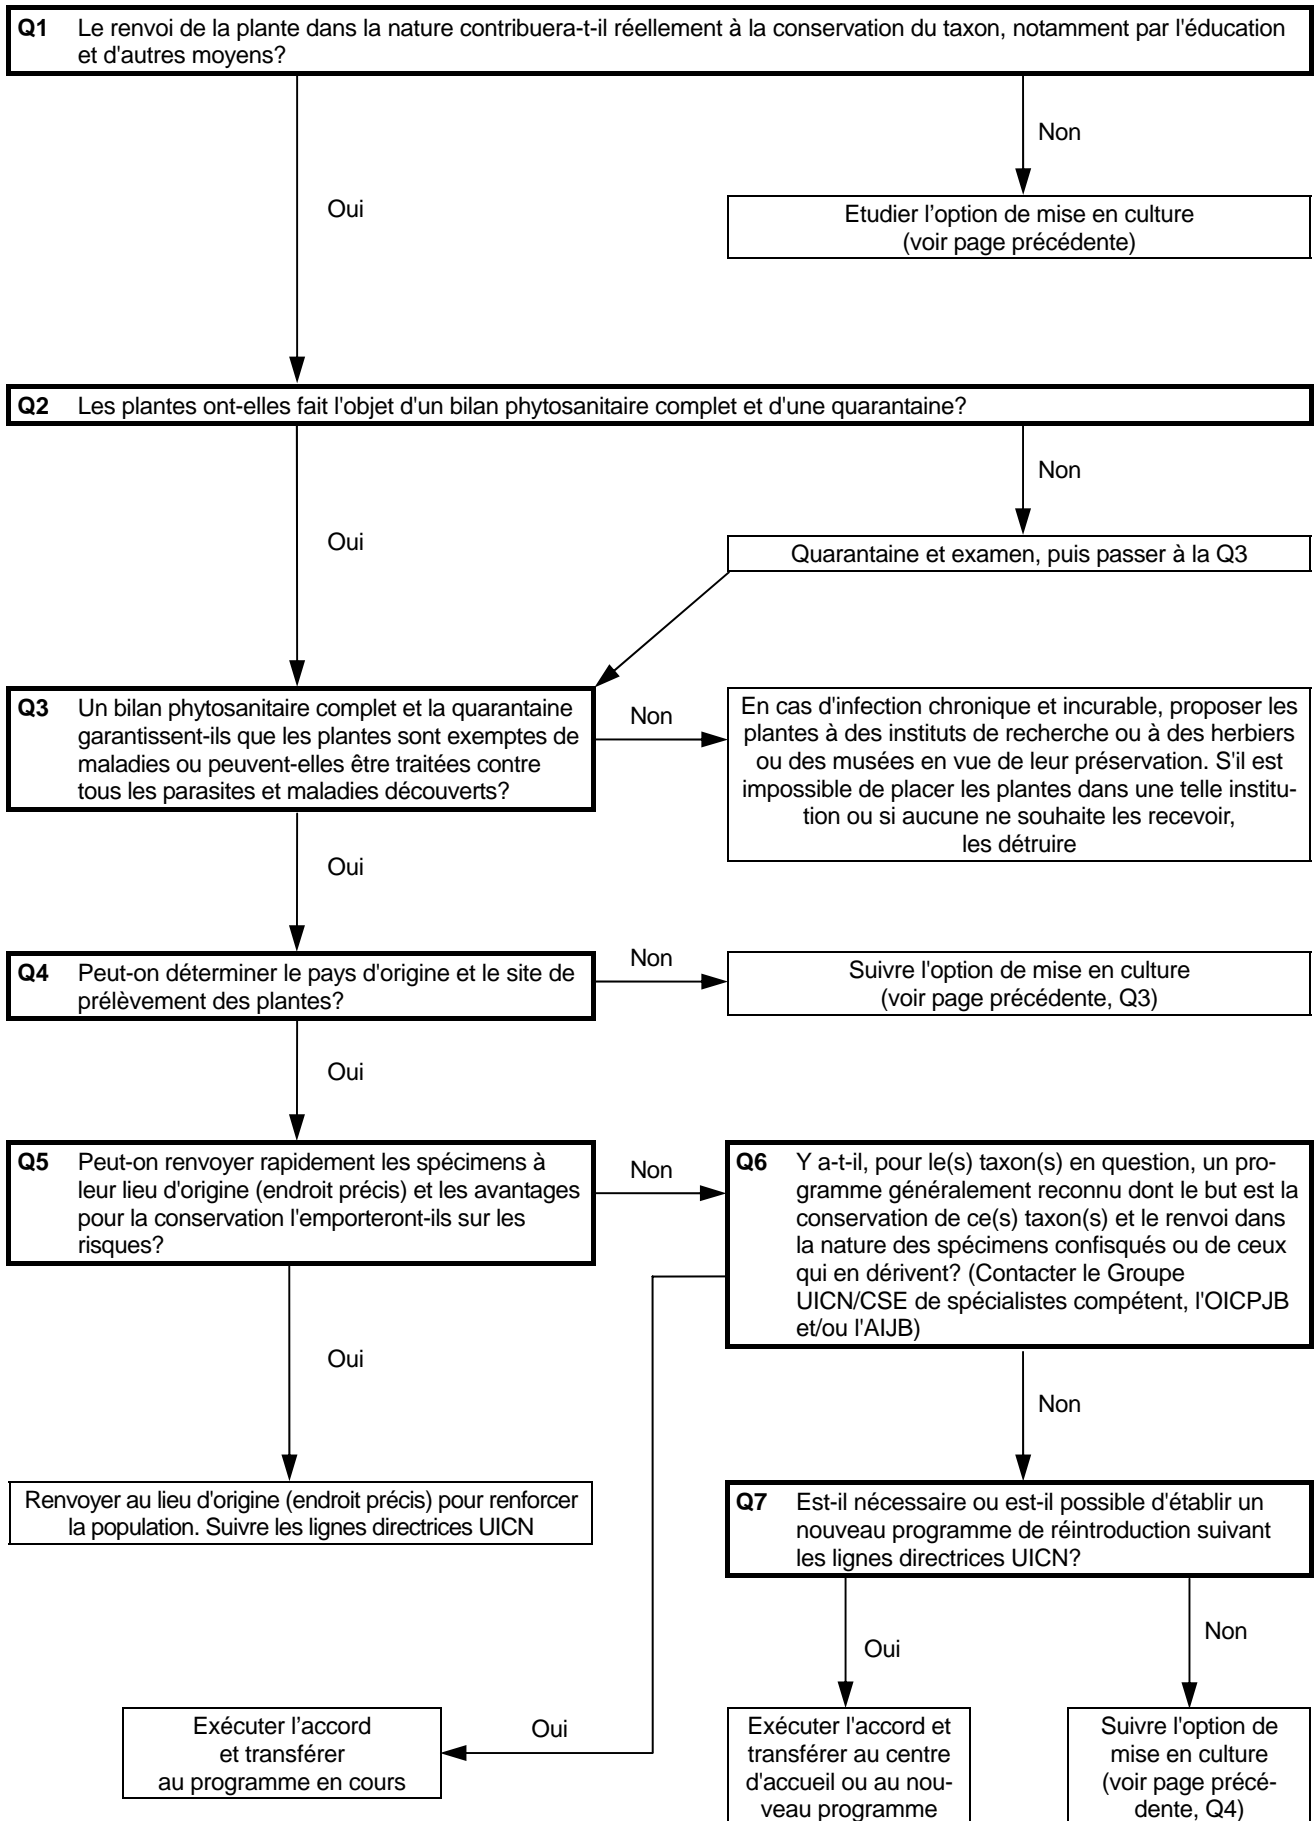 Q1 Le renvoi de la plante dans la nature contribuera-t-il réellement à la conservation du taxon, notamment par l'éducation
et d'autres moyens?
Non
Oui
Etudier l’option de mise en culture
(voir page précédente)
Q2 Les plantes ont-elles fait l'objet d'un bilan phytosanitaire complet et d'une quarantaine?
Non
Oui
Quarantaine et examen, puis passer à la Q3
Q3 Un bilan phytosanitaire complet et la quarantaine
garantissent-ils que les plantes sont exemptes de
maladies ou peuvent-elles être traitées contre
tous les parasites et maladies découverts?
Non
En cas d'infection chronique et incurable, proposer les
plantes à des instituts de recherche ou à des herbiers
ou des musées en vue de leur préservation. S'il est
impossible de placer les plantes dans une telle institu-
tion ou si aucune ne souhaite les recevoir,
les détruire
Oui
Q4 Peut-on déterminer le pays d'origine et le site de
prélèvement des plantes?
Non
Suivre l'option de mise en culture
(voir page précédente, Q3)
Oui
Q5 Peut-on renvoyer rapidement les spécimens à
leur lieu d'origine (endroit précis) et les avantages
pour la conservation l'emporteront-ils sur les
risques?
Non
Q6 Y a-t-il, pour le(s) taxon(s) en question, un pro-
gramme généralement reconnu dont le but est la
conservation de ce(s) taxon(s) et le renvoi dans
la nature des spécimens confisqués ou de ceux
qui en dérivent? (Contacter le Groupe
UICN/CSE de spécialistes compétent, l'OICPJB
et/ou l'AIJB)
Oui
Non
Renvoyer au lieu d'origine (endroit précis) pour renforcer
la population. Suivre les lignes directrices UICN
Q7 Est-il nécessaire ou est-il possible d'établir un
nouveau programme de réintroduction suivant
les lignes directrices UICN?
Oui
Non
Exécuter l’accord
et transférer
au programme en cours
Oui
Exécuter l'accord et
transférer au centre
d'accueil ou au nou-
veau programme
Suivre l'option de
mise en culture
(voir page précé-
dente, Q4)